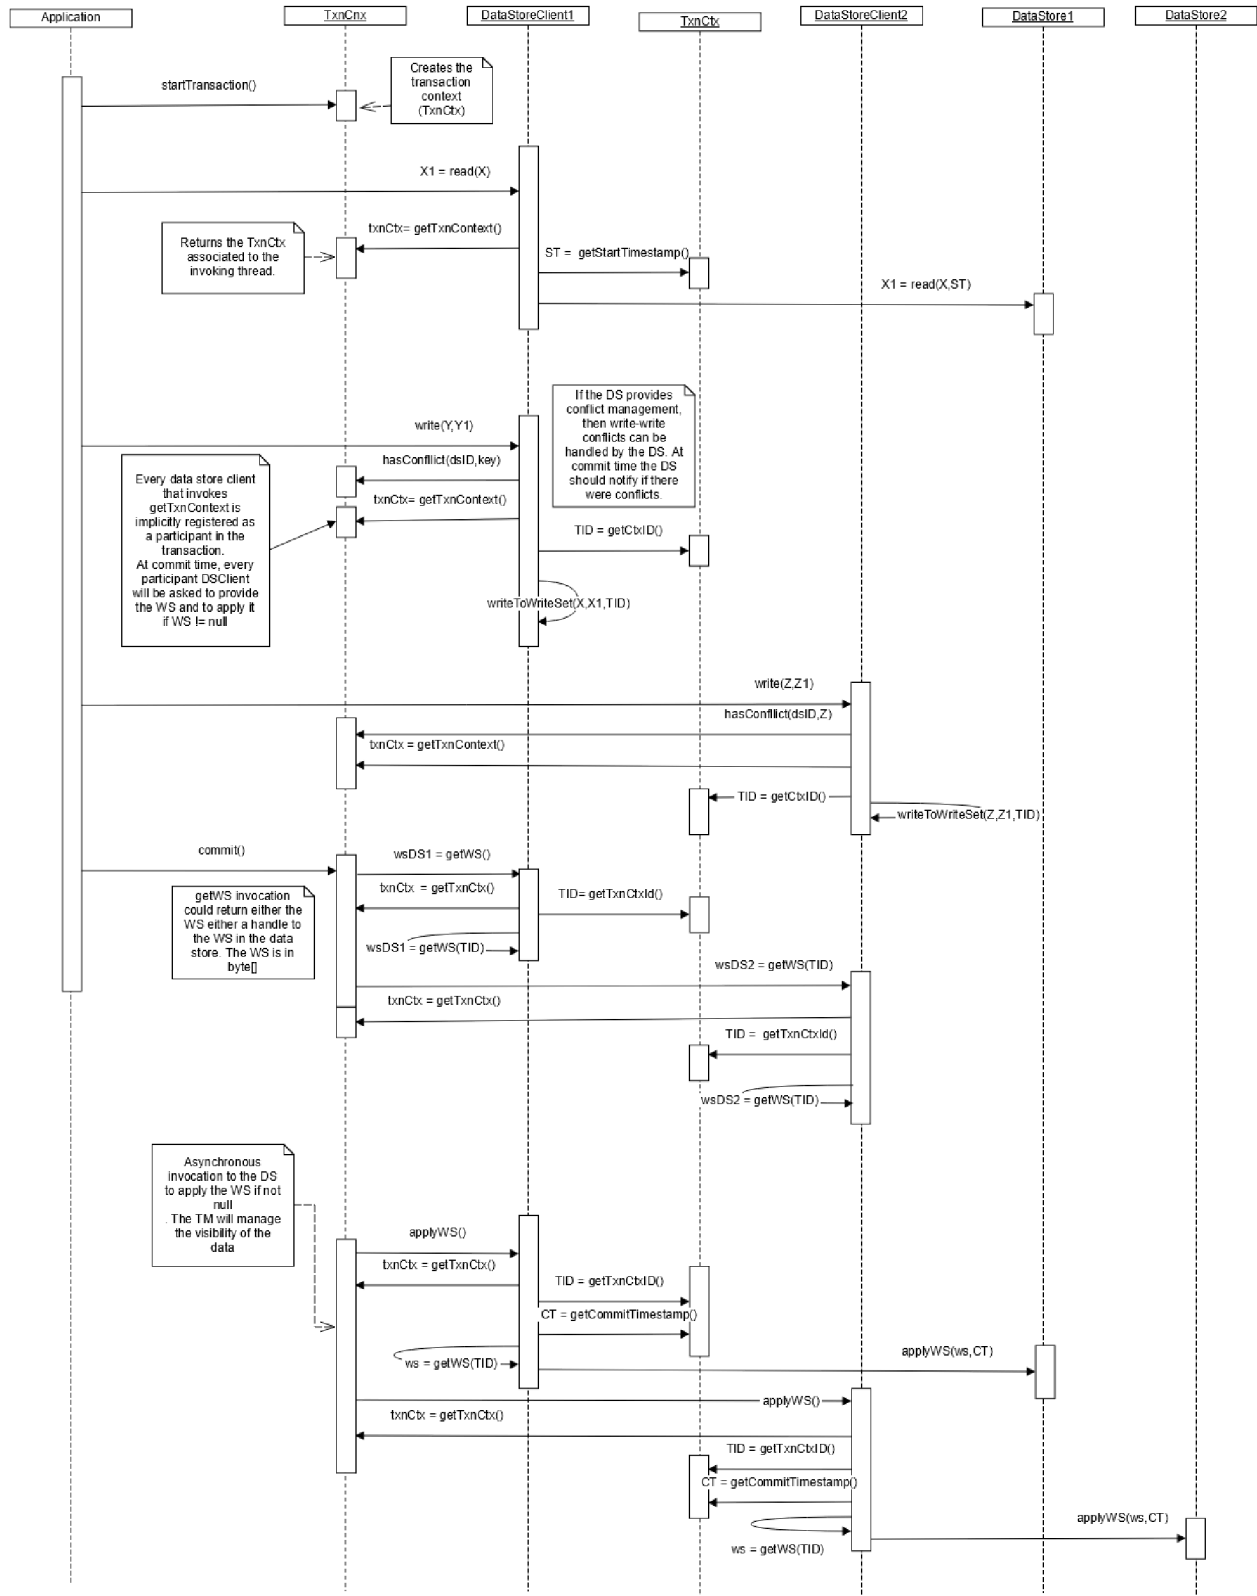 Application
TxnCnx
DataStoreClient1
TxnCtx
DataStoreClient2
DataStore1
DataStore2
startTransaction()
Creates the
transaction
context
(TxnCtx)
X1 = read(X)
txnCtx= getTxnContext()
Returns the TxnCtx
associated to the
invoking thread.
ST =  getStartTimestamp()
X1 = read(X,ST)
If the DS provides
conflict management,
then write-write
conflicts can be
handled by the DS. At
commit time the DS
should notify if there
were conflicts.
write(Y,Y1)
hasConfllict(dsID,key)
txnCtx= getTxnContext()
Every data store client
that invokes
getTxnContext is
implicitly registered as
a participant in the
transaction.
At commit time, every
participant DSClient
will be asked to provide
the WS and to apply it
if WS != null
TID = getCtxID()
writeToWriteSet(X,X1,TID)
write(Z,Z1)
hasConfllict(dsID,Z)
txnCtx = getTxnContext()
TID = getCtxID()
writeToWriteSet(Z,Z1,TID)
commit()
wsDS1 = getWS()
txnCtx  = getTxnCtx()
TID= getTxnCtxId()
getWS invocation
could return either the
WS either a handle to
the WS in the data
store. The WS is in
byte[]
wsDS1 = getWS(TID)
wsDS2 = getWS(TID)
txnCtx = getTxnCtx()
TID =  getTxnCtxId()
wsDS2 = getWS(TID)
Asynchronous
invocation to the DS
to apply the WS if not
null
. The TM will manage
the visibility of the
data
applyWS()
txnCtx = getTxnCtx()
TID = getTxnCtxID()
CT = getCommitTimestamp()
ws = getWS(TID)
applyWS(ws,CT)
applyWS()
txnCtx = getTxnCtx()
TID = getTxnCtxID()
CT = getCommitTimestamp()
ws = getWS(TID)
applyWS(ws,CT)